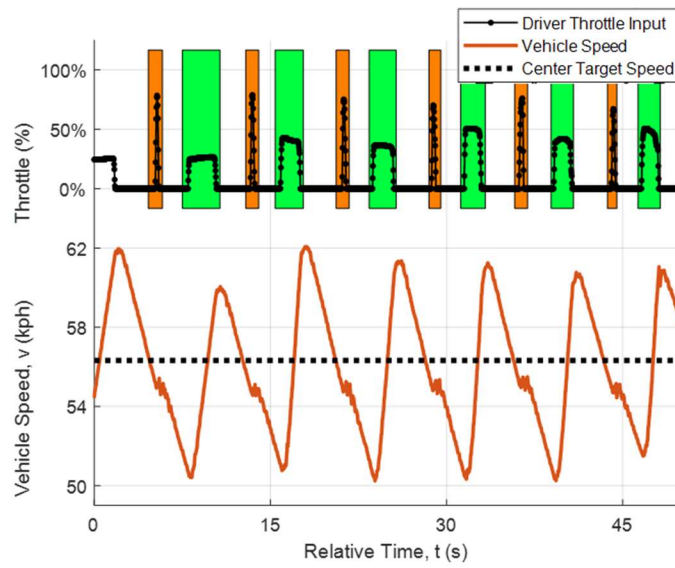 Driver Throttle Input
Vehicle Speed
Center Target Speed
Throttle (%)
100%
50%
0%
Vehicle Speed, v (kph)
62
58
54
50
0
15
30
45
Relative Time, t (s)